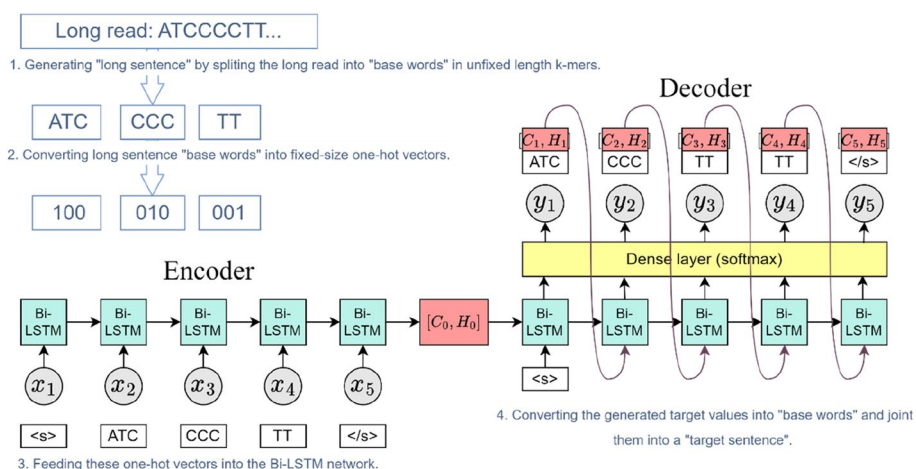 Long read: ATCCCCTT...
1. Generating "long sentence" by spliting the long read into "base words" in unfixed length k-mers.
ATC CCC TT
2. Converting long sentence "base words" into fixed-size one-hot vectors.
100 010 001
Encoder
Bi-LSTM Bi-LSTM Bi-LSTM Bi-LSTM Bi-LSTM [C₀, H₀]
x₁ x₂ x₃ x₄ x₅
<s> ATC CCC TT </s>
3. Feeding these one-hot vectors into the Bi-LSTM network.
Decoder
[C₁, H₁] [C₂, H₂] [C₃, H₃] [C₄, H₄] [C₅, H₅]
ATC CCC TT TT </s>
y₁ y₂ y₃ y₄ y₅
Dense layer (softmax)
Bi-LSTM Bi-LSTM Bi-LSTM Bi-LSTM Bi-LSTM
<s>
4. Converting the generated target values into "base words" and joint
them into a "target sentence".